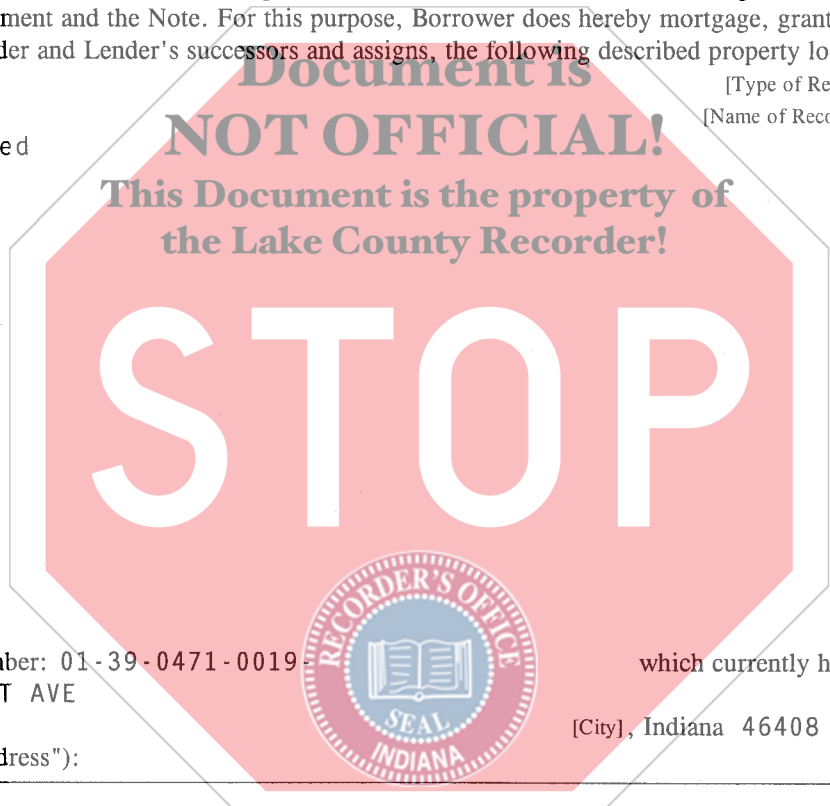 ment and the Note. For this purpose, Borrower does hereby mortgage, grant
der and Lender's successors and assigns, the following described property lo
Document is
[Type of Re
NOT OFFICIAL!
[Name of Reco
ed
This Document is the property of
the Lake County Recorder!
STOP
RECORDER'S OFFICE
SEAL
INDIANA
ber: 01-39-0471-0019-
which currently h
T AVE
[City], Indiana 46408
dress"):